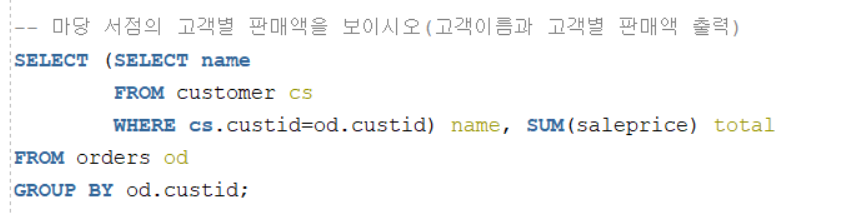 -- 마당 서점의 고객별 판매액을 보이시오(고객이름과 고객별 판매액 출력)
SELECT (SELECT name
FROM customer cs
WHERE cs.custid=od.custid) name, SUM(saleprice) total
FROM orders od
GROUP BY od.custid;